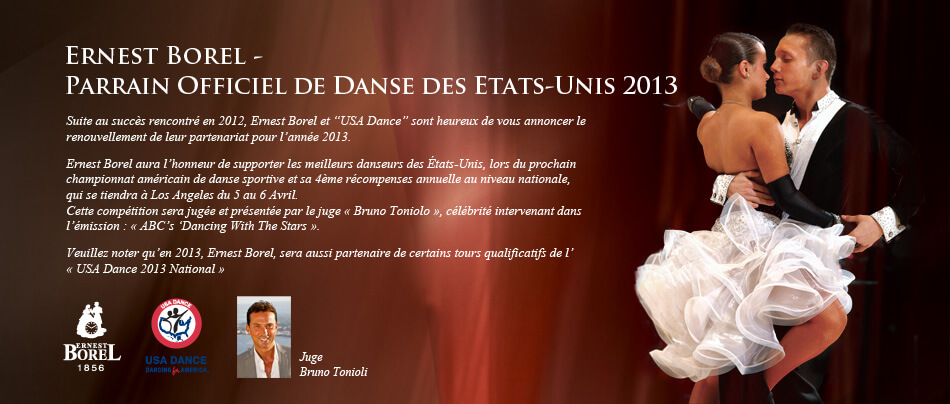 ERNEST BOREL -
PARRAIN OFFICIEL DE DANSE DES ETATS-UNIS 2013
Suite au succès rencontré en 2012, Ernest Borel et “USA Dance” sont heureux de vous annoncer le
renouvellement de leur partenariat pour l’année 2013.
Ernest Borel aura l’honneur de supporter les meilleurs danseurs des États-Unis, lors du prochain
championnat américain de danse sportive et sa 4ème récompenses annuelle au niveau nationale,
qui se tiendra à Los Angeles du 5 au 6 Avril.
Cette compétition sera jugée et présentée par le juge « Bruno Toniolo », célébrité intervenant dans
l’émission : « ABC’s ‘Dancing With The Stars ».
Veuillez noter qu’en 2013, Ernest Borel, sera aussi partenaire de certains tours qualificatifs de l’
« USA Dance 2013 National »
ERNEST
BOREL
1856
USA DANCE
USA DANCE
DANCING for AMERICA
Juge
Bruno Tonioli